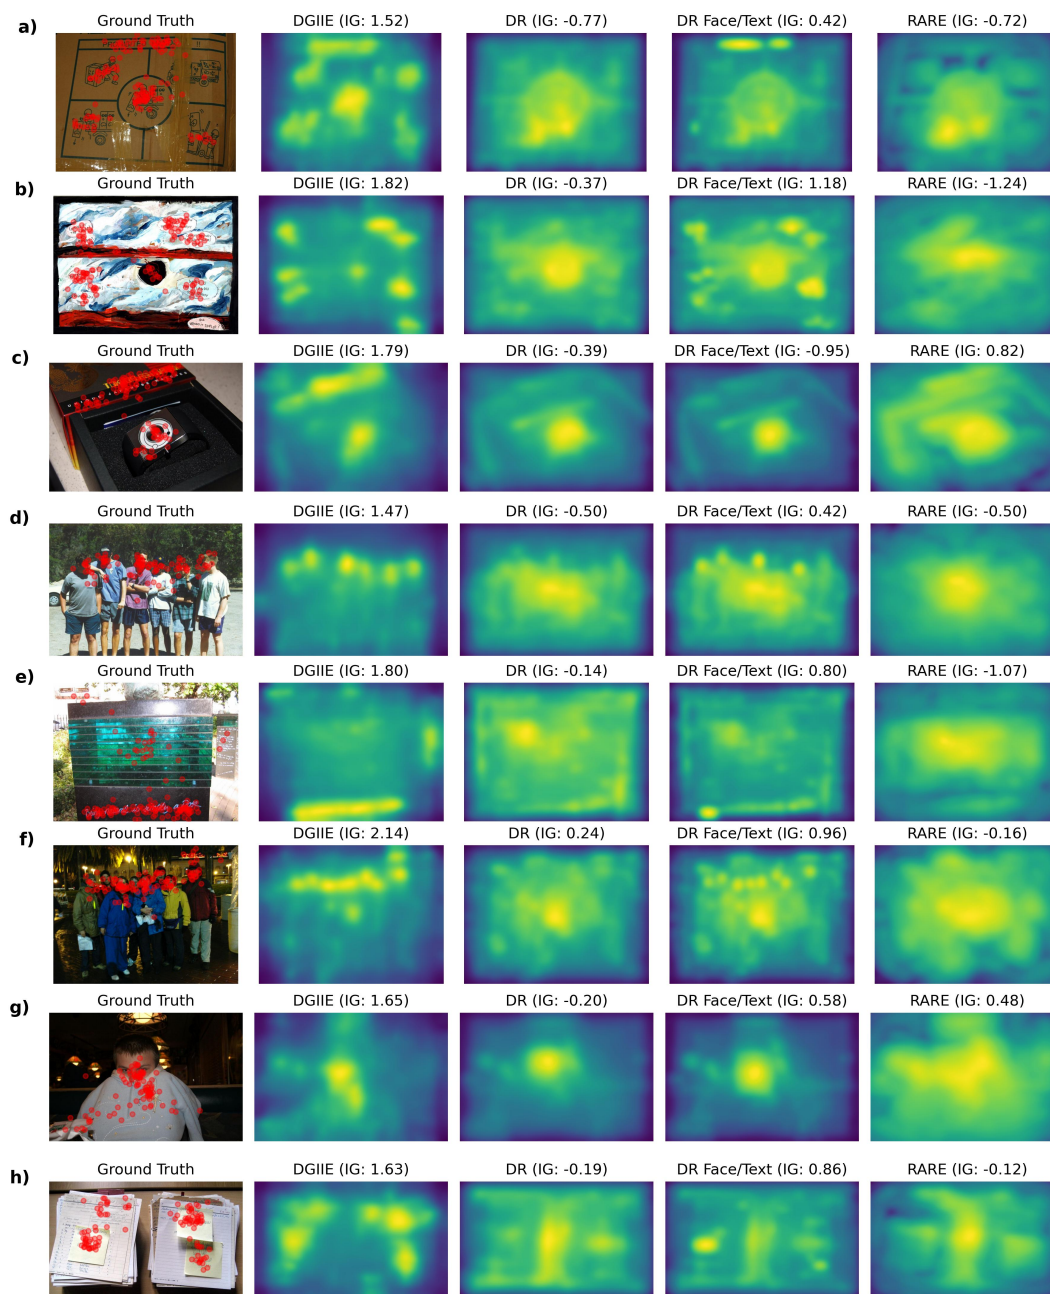 a) Ground Truth DGIIE (IG: 1.52) DR (IG: -0.77) DR Face/Text (IG: 0.42) RARE (IG: -0.72)
b) Ground Truth DGIIE (IG: 1.82) DR (IG: -0.37) DR Face/Text (IG: 1.18) RARE (IG: -1.24)
c) Ground Truth DGIIE (IG: 1.79) DR (IG: -0.39) DR Face/Text (IG: -0.95) RARE (IG: 0.82)
d) Ground Truth DGIIE (IG: 1.47) DR (IG: -0.50) DR Face/Text (IG: 0.42) RARE (IG: -0.50)
e) Ground Truth DGIIE (IG: 1.80) DR (IG: -0.14) DR Face/Text (IG: 0.80) RARE (IG: -1.07)
f) Ground Truth DGIIE (IG: 2.14) DR (IG: 0.24) DR Face/Text (IG: 0.96) RARE (IG: -0.16)
g) Ground Truth DGIIE (IG: 1.65) DR (IG: -0.20) DR Face/Text (IG: 0.58) RARE (IG: 0.48)
h) Ground Truth DGIIE (IG: 1.63) DR (IG: -0.19) DR Face/Text (IG: 0.86) RARE (IG: -0.12)